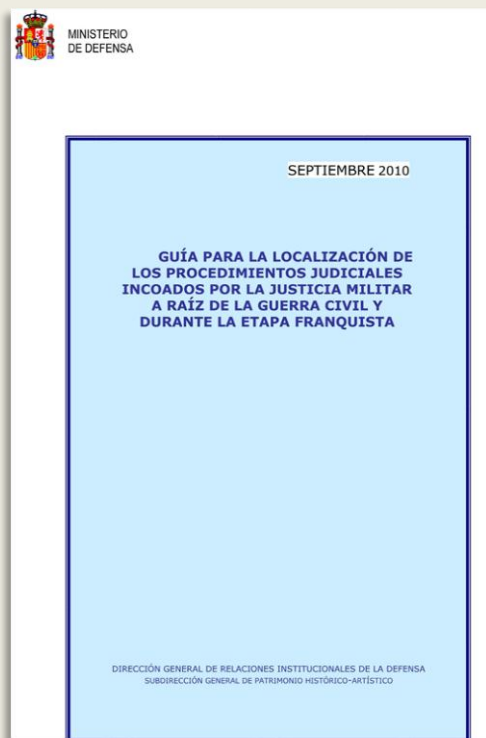 MINISTERIO
DE DEFENSA
SEPTIEMBRE 2010
GUÍA PARA LA LOCALIZACIÓN DE
LOS PROCEDIMIENTOS JUDICIALES
INCOADOS POR LA JUSTICIA MILITAR
A RAÍZ DE LA GUERRA CIVIL Y
DURANTE LA ETAPA FRANQUISTA
DIRECCIÓN GENERAL DE RELACIONES INSTITUCIONALES DE LA DEFENSA
SUBDIRECCIÓN GENERAL DE PATRIMONIO HISTÓRICO-ARTÍSTICO